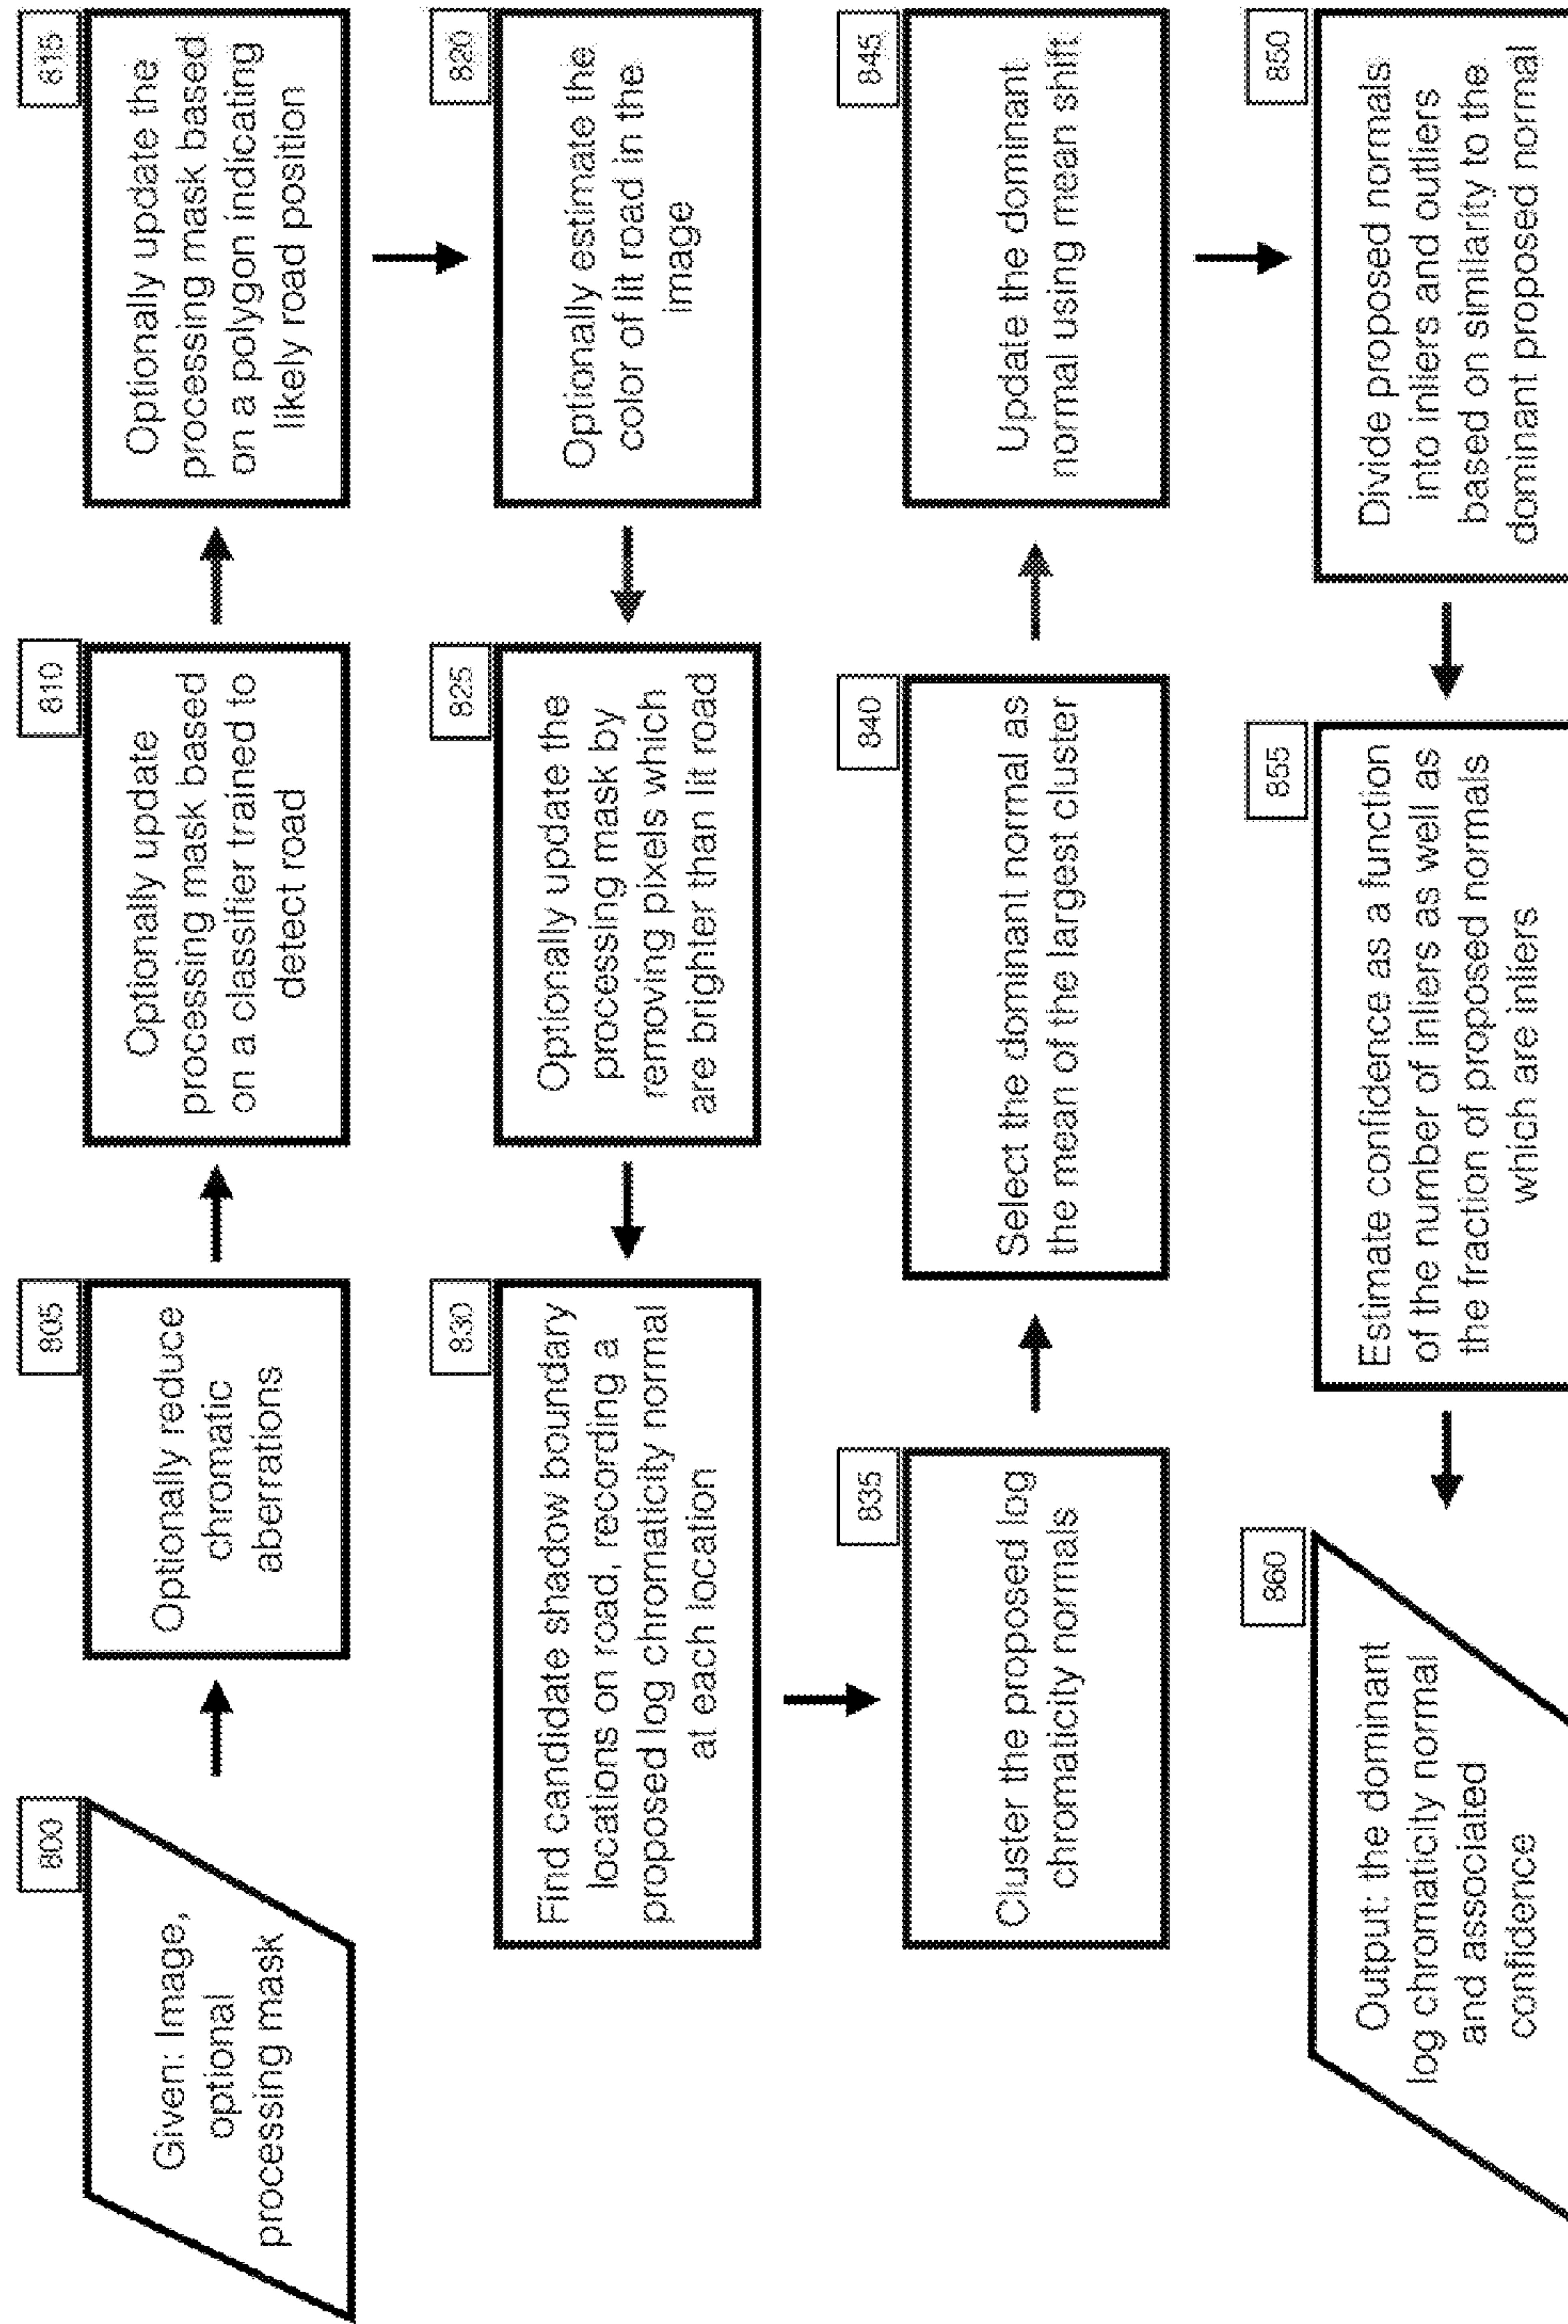 800
Given: Image,
optional
processing mask
805
Optionally reduce
chromatic
aberrations
810
Optionally update
processing mask based
on a classifier trained to
detect road
815
Optionally update the
processing mask based
on a polygon indicating
likely road position
820
Optionally estimate the
color of lit road in the
image
825
Optionally update the
processing mask by
removing pixels which
are brighter than lit road
830
Find candidate shadow boundary
locations on road, recording a
proposed log chromaticity normal
at each location
835
Cluster the proposed log
chromaticity normals
840
Select the dominant normal as
the mean of the largest cluster
845
Update the dominant
normal using mean shift
850
Divide proposed normals
into inliers and outliers
based on similarity to the
dominant proposed normal
855
Estimate confidence as a function
of the number of inliers as well as
the fraction of proposed normals
which are inliers
860
Output: the dominant
log chromaticity normal
and associated
confidence